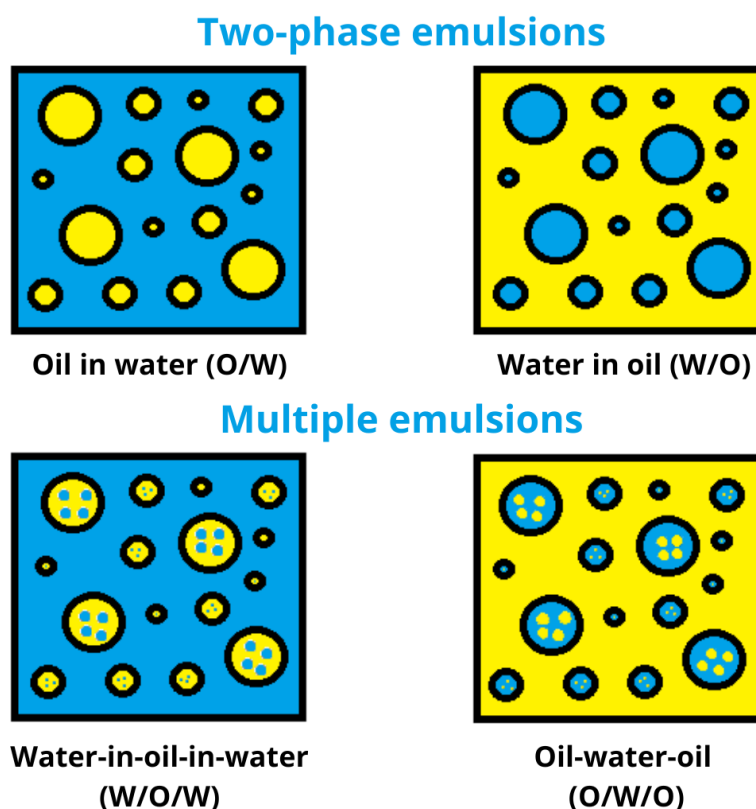 Two-phase emulsions
Oil in water (O/W)
Water in oil (W/O)
Multiple emulsions
Water-in-oil-in-water
(W/O/W)
Oil-water-oil
(O/W/O)